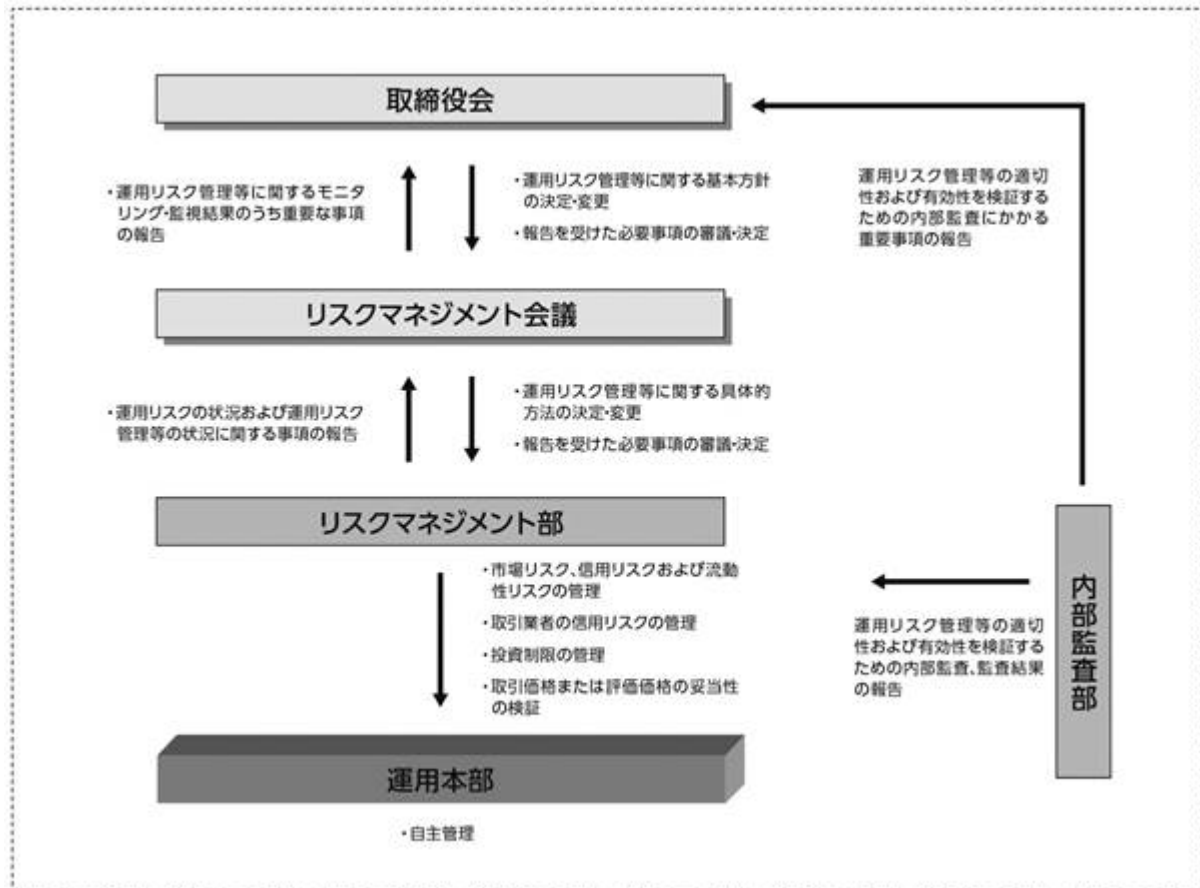 取締役会
・運用リスク管理等に関するモニタ
リング・監視結果のうち重要な事項
の報告
・運用リスク管理等に関する基本方針
の決定・変更
・報告を受けた必要事項の審議・決定
運用リスク管理等の適切
性および有効性を検証する
ための内部監査にかかる
重要事項の報告
リスクマネジメント会議
・運用リスクの状況および運用リスク
管理等の状況に関する事項の報告
・運用リスク管理等に関する具体的
方法の決定・変更
・報告を受けた必要事項の審議・決定
リスクマネジメント部
・市場リスク、信用リスクおよび流動
性リスクの管理
・取引業者の信用リスクの管理
・投資制限の管理
・取引価格または評価価格の妥当性
の検証
運用リスク管理等の適切
性および有効性を検証する
ための内部監査、監査結果
の報告
内部監査部
運用本部
・自主管理